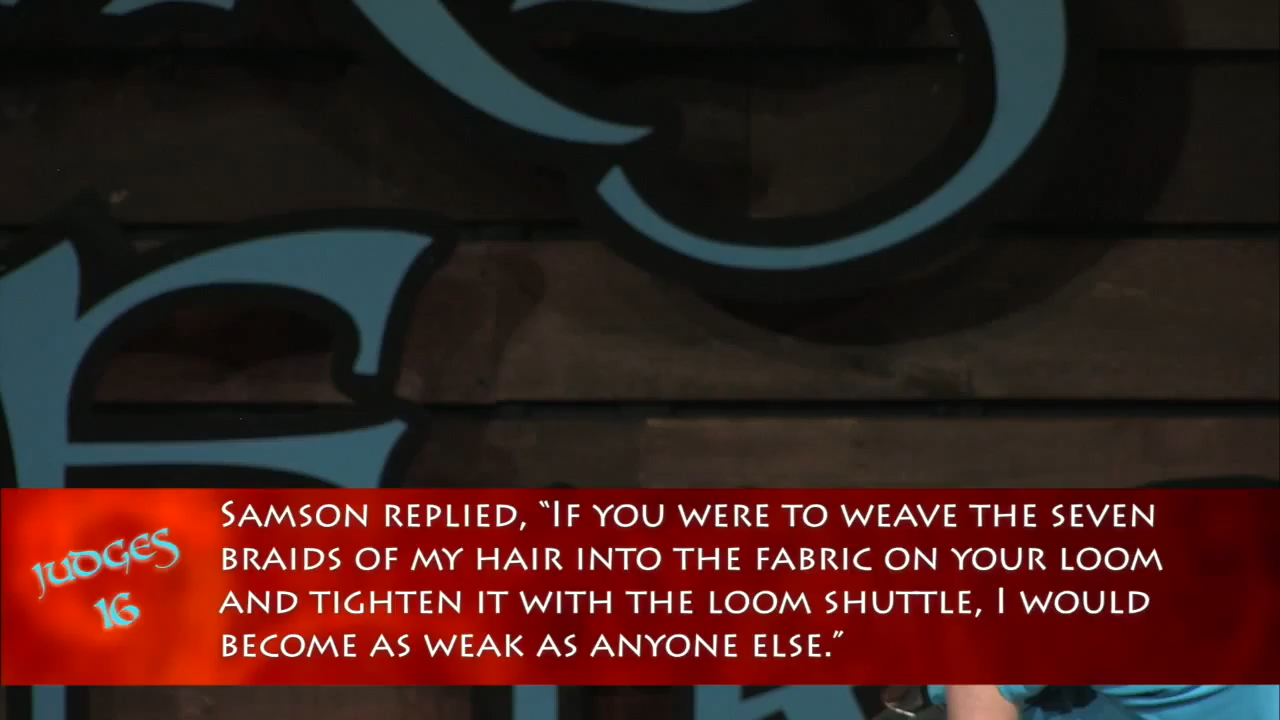 JUDGES
16
SAMSON REPLIED, “IF YOU WERE TO WEAVE THE SEVEN
BRAIDS OF MY HAIR INTO THE FABRIC ON YOUR LOOM
AND TIGHTEN IT WITH THE LOOM SHUTTLE, I WOULD
BECOME AS WEAK AS ANYONE ELSE.”